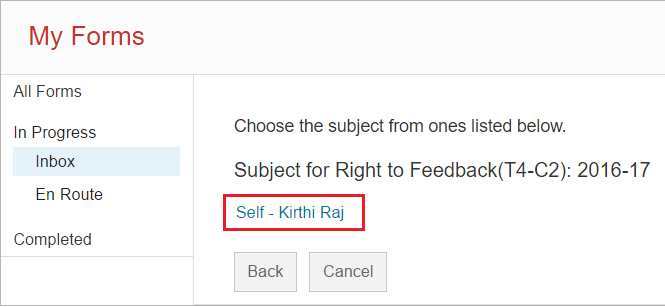 My Forms
All Forms
In Progress
Inbox
En Route
Completed
Choose the subject from ones listed below.
Subject for Right to Feedback(T4-C2): 2016-17
Self - Kirthi Raj
Back
Cancel